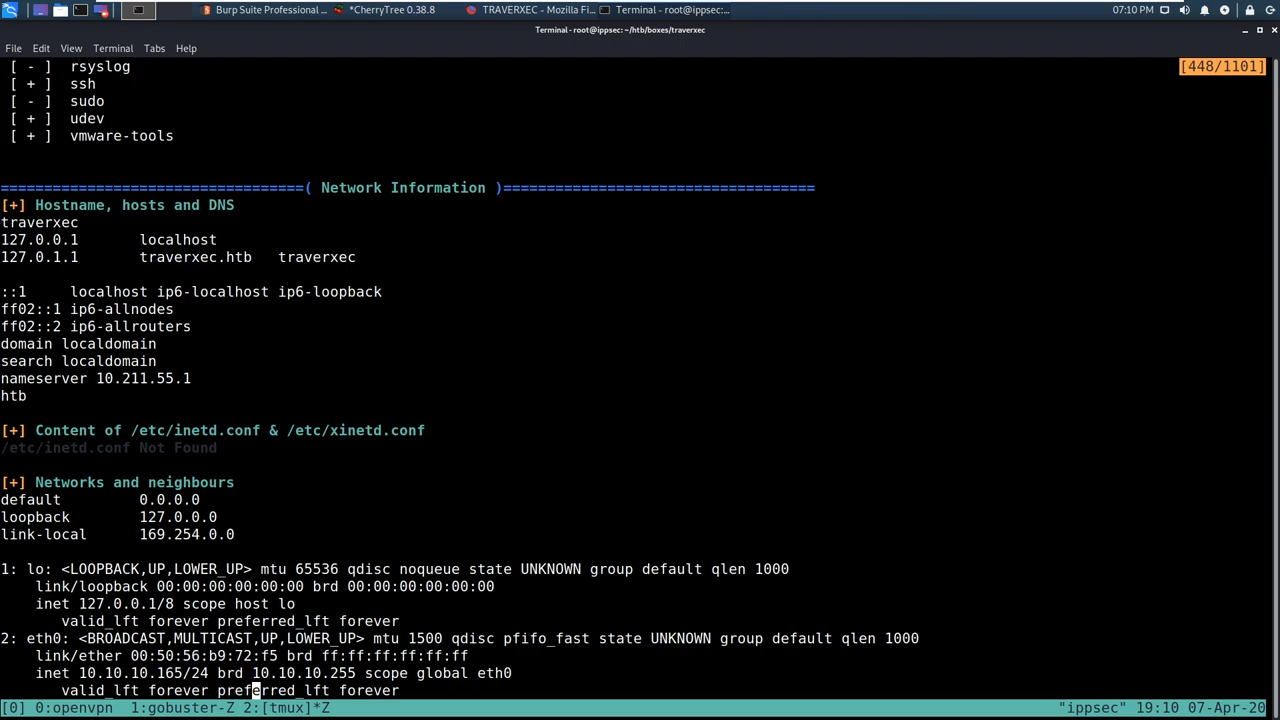 Burp Suite Professional ...
*CherryTree 0.38.8
TRAVERXEC - Mozilla Fi...
Terminal - root@ippsec:...
07:10 PM
Terminal - root@ippsec: ~/htb/boxes/traverxec
File Edit View Terminal Tabs Help
[ - ] rsyslog [448/1101]
[ + ] ssh
[ - ] sudo
[ + ] udev
[ + ] vmware-tools
===================================( Network Information )====================================
[+] Hostname, hosts and DNS
traverxec
127.0.0.1 localhost
127.0.1.1 traverxec.htb traverxec
::1 localhost ip6-localhost ip6-loopback
ff02::1 ip6-allnodes
ff02::2 ip6-allrouters
domain localdomain
search localdomain
nameserver 10.211.55.1
htb
[+] Content of /etc/inetd.conf & /etc/xinetd.conf
/etc/inetd.conf Not Found
[+] Networks and neighbours
default 0.0.0.0
loopback 127.0.0.0
link-local 169.254.0.0
1: lo: <LOOPBACK,UP,LOWER_UP> mtu 65536 qdisc noqueue state UNKNOWN group default qlen 1000
link/loopback 00:00:00:00:00:00 brd 00:00:00:00:00:00
inet 127.0.0.1/8 scope host lo
valid_lft forever preferred_lft forever
2: eth0: <BROADCAST,MULTICAST,UP,LOWER_UP> mtu 1500 qdisc pfifo_fast state UNKNOWN group default qlen 1000
link/ether 00:50:56:b9:72:f5 brd ff:ff:ff:ff:ff:ff
inet 10.10.10.165/24 brd 10.10.10.255 scope global eth0
valid_lft forever preferred_lft forever
[0] 0:openvpn 1:gobuster-Z 2:[tmux]*Z "ippsec" 19:10 07-Apr-20